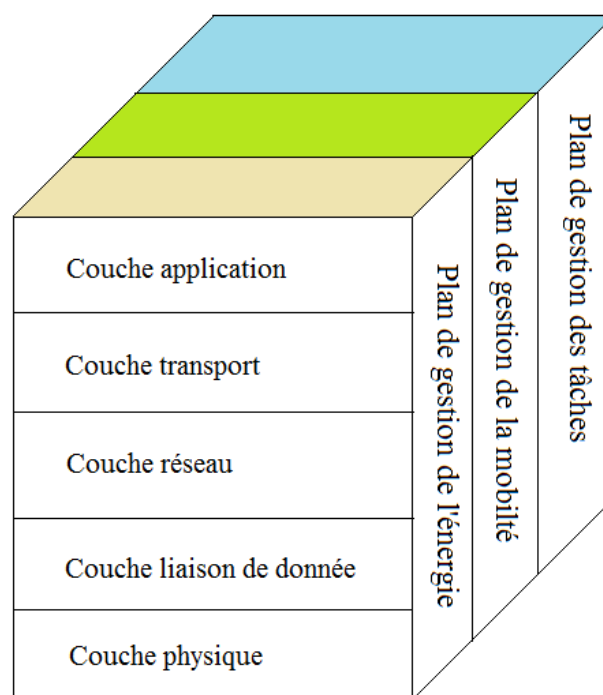 Couche application
Couche transport
Couche réseau
Couche liaison de donnée
Couche physique
Plan de gestion de l'énergie
Plan de gestion de la mobilté
Plan de gestion des tâches